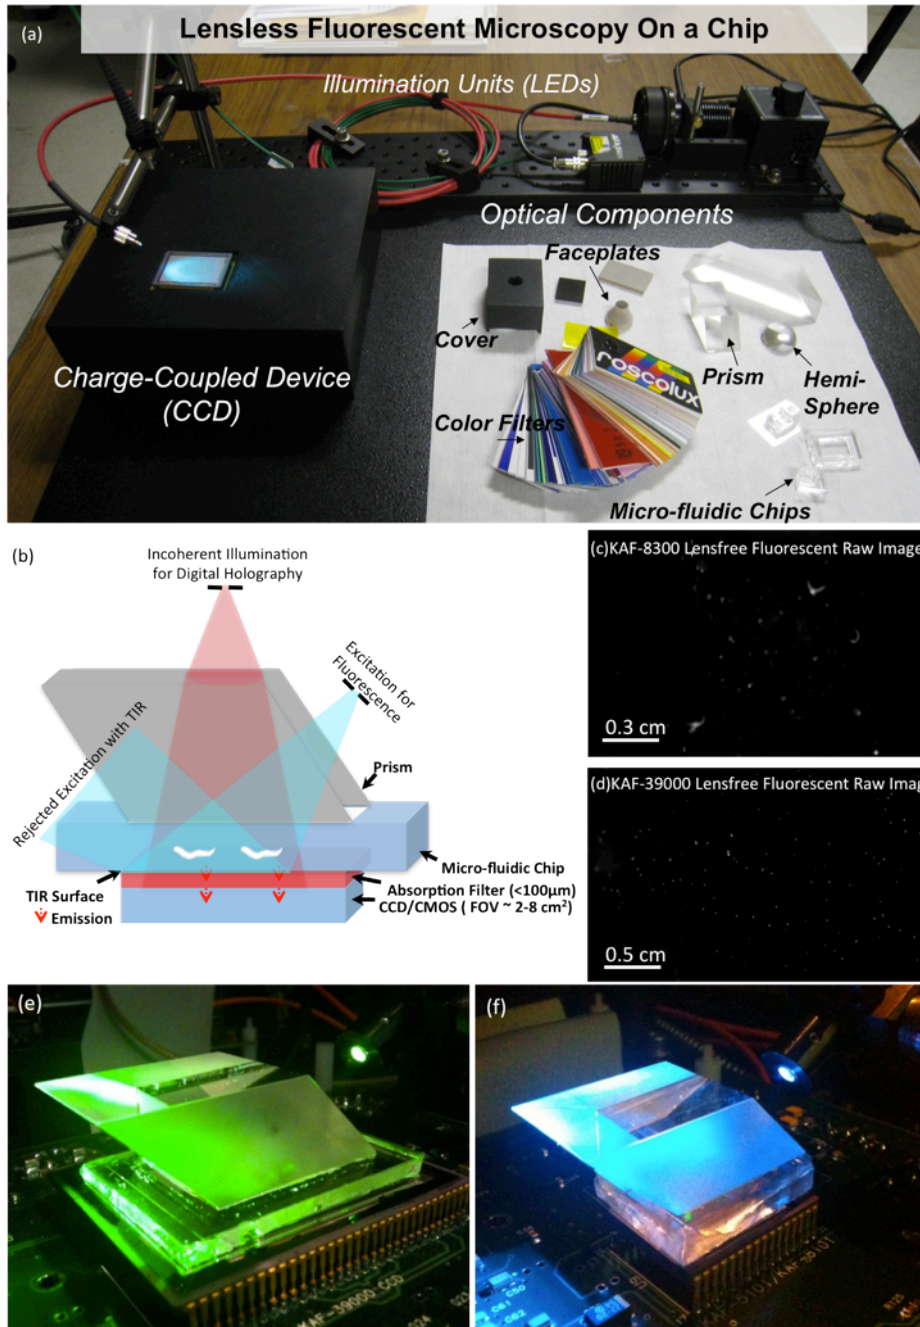 (a)
Lensless Fluorescent Microscopy On a Chip
Illumination Units (LEDs)
Optical Components
Faceplates
Cover
Prism
Hemi-
Sphere
Charge-Coupled Device
(CCD)
roscolux
Color Filters
Micro-fluidic Chips
(b)
Incoherent Illumination
for Digital Holography
Excitation for
Fluorescence
Rejected Excitation with TIR
Prism
Micro-fluidic Chip
TIR Surface
Absorption Filter (<100μm)
Emission
CCD/CMOS ( FOV ~ 2-8 cm²)
(c)KAF-8300 Lensfree Fluorescent Raw Image
0.3 cm
(d)KAF-39000 Lensfree Fluorescent Raw Imag
0.5 cm
(e)
KAF-39000 CCD
(f)
C50
C61
C62